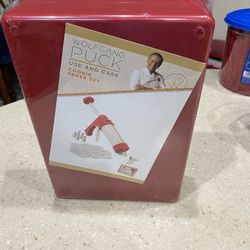 WOLFGANG
PUCK
USE AND CARE
COOKIE
PRESS SET